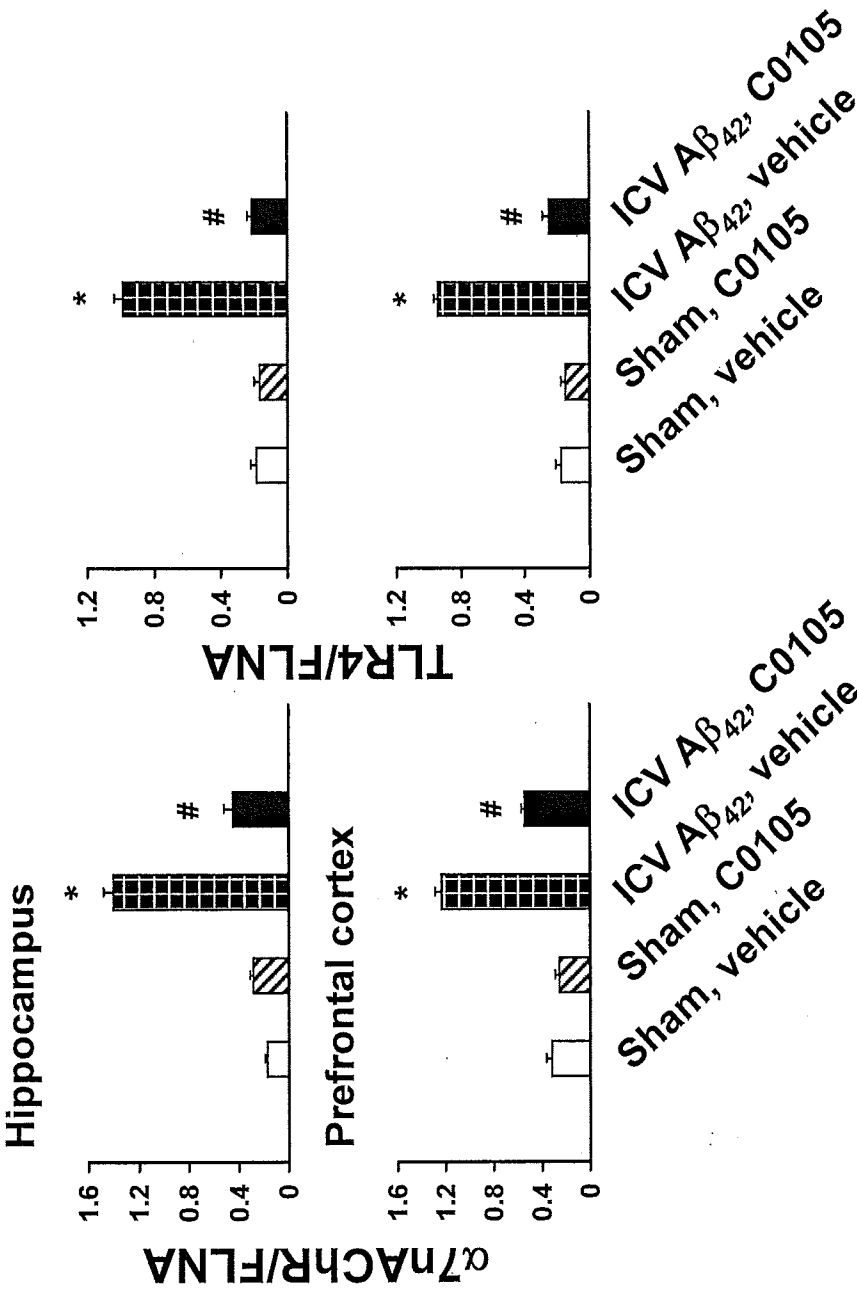 Hippocampus
α7nAChR/FLNA
1.6
1.2
0.8
0.4
0
*
#
Prefrontal cortex
1.6
1.2
0.8
0.4
0
*
#
Sham, vehicle
Sham, C0105
ICV Aβ42, vehicle
ICV Aβ42, C0105
TLR4/FLNA
1.2
0.8
0.4
0
*
#
1.2
0.8
0.4
0
*
#
Sham, vehicle
Sham, C0105
ICV Aβ42, vehicle
ICV Aβ42, C0105